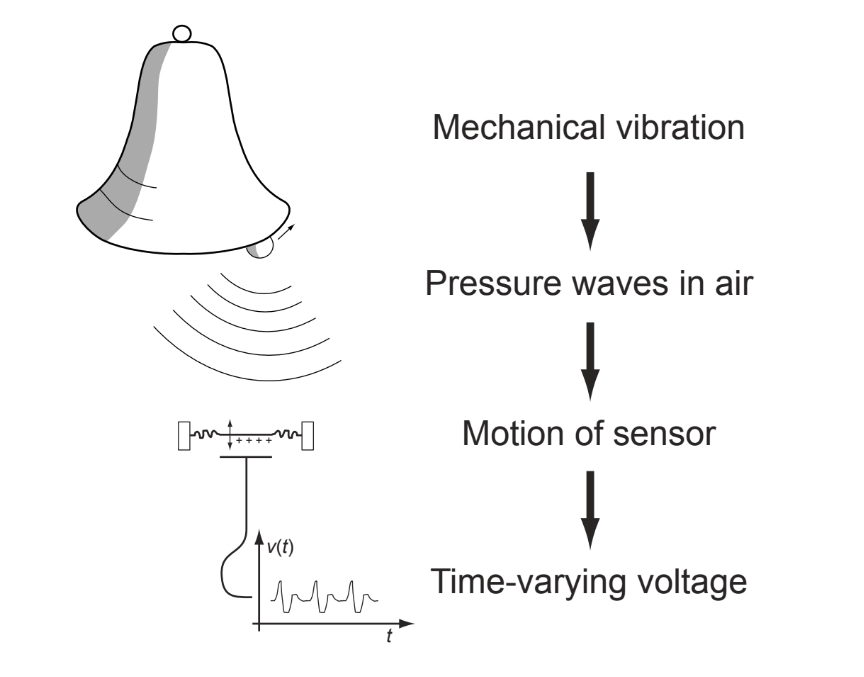 Mechanical vibration
Pressure waves in air
Motion of sensor
++++
v(t)
Time-varying voltage
t